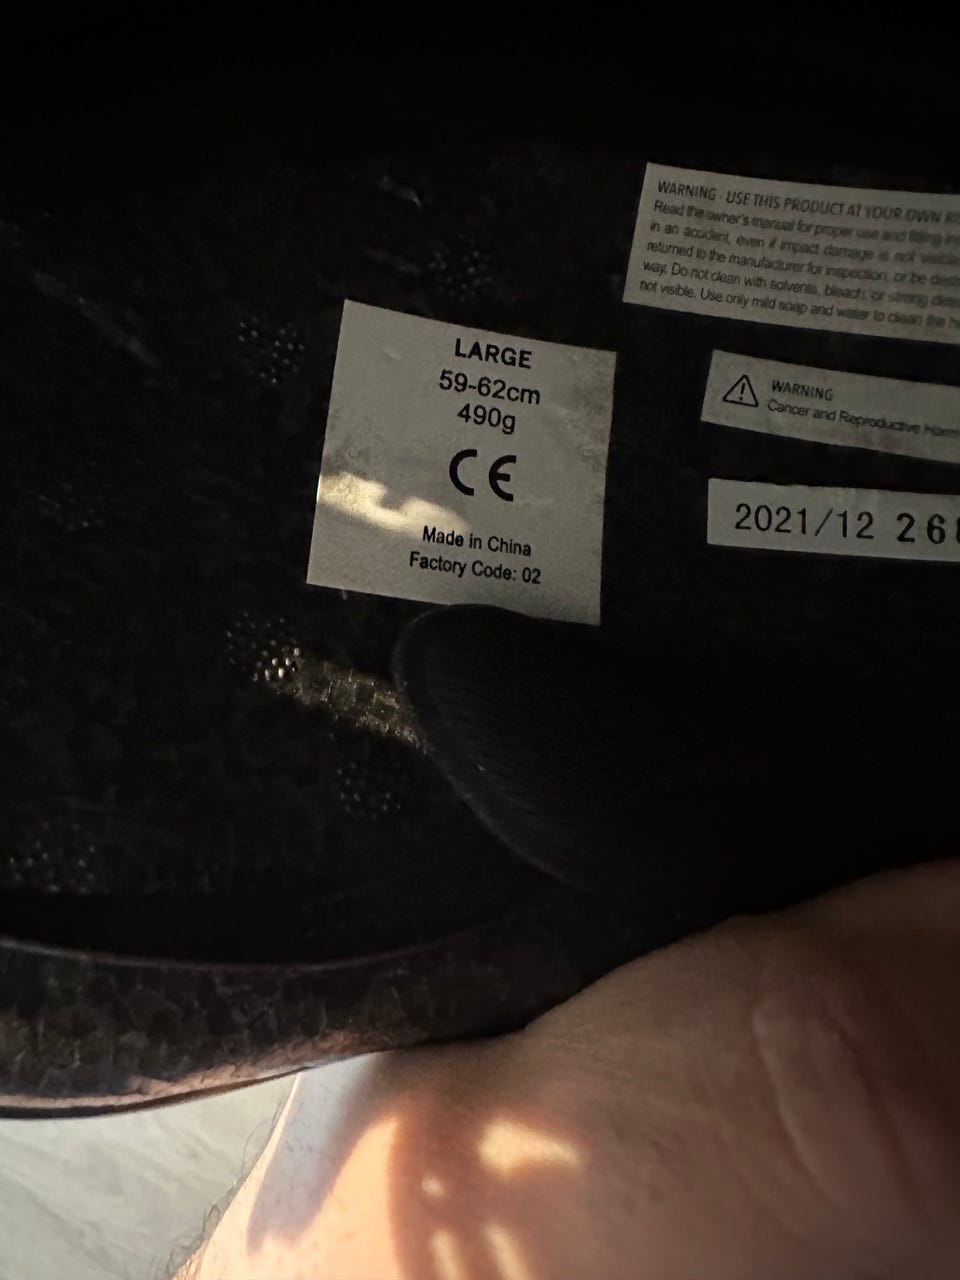 LARGE
59-62cm
490g
CE
Made in China
Factory Code: 02
WARNING - USE THIS PRODUCT AT YOUR OWN
Read the owner's manual for proper use and fitting
in an accident, even if impact damage is not visible
returned to the manufacturer for inspection, or be
way. Do not clean with solvents, bleach, or strong
not visible. Use only mild soap and water to clean the
WARNING
Cancer and Reproductive Harm
2021/12 26